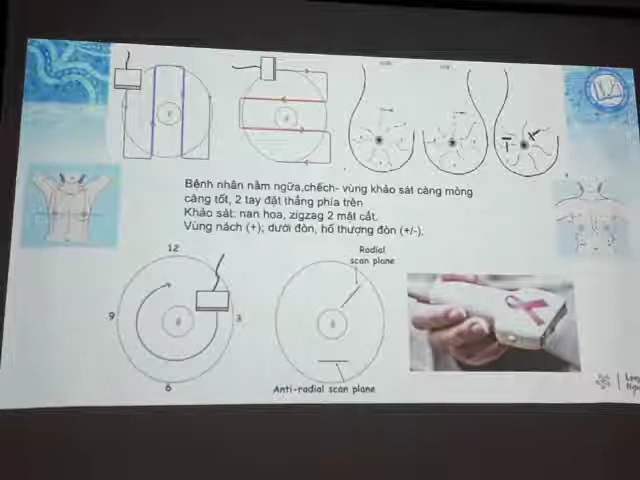 Bệnh nhân nằm ngữa,chếch- vùng khảo sát càng mỏng
càng tốt, 2 tay đặt thẳng phía trên
Khảo sát: nan hoa, zigzag 2 mặt cắt.
Vùng nách (+); dưới đòn, hố thượng đòn (+/-).
12
9
3
6
Radial
scan plane
Anti-radial scan plane